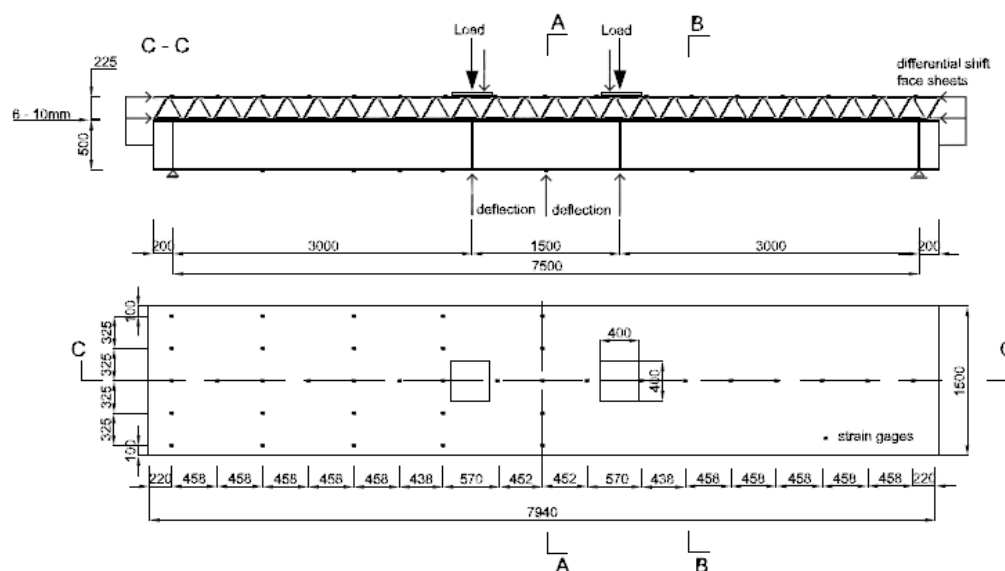 A
B
C - C
Load
Load
225
differential shift
face sheets
6 - 10mm
500
deflection
deflection
200
3000
1500
3000
200
7500
100
325
325
325
325
100
C
400
400
C
1500
strain gages
220
458
458
458
458
458
438
570
452
452
570
438
458
458
458
458
458
220
7940
A
B